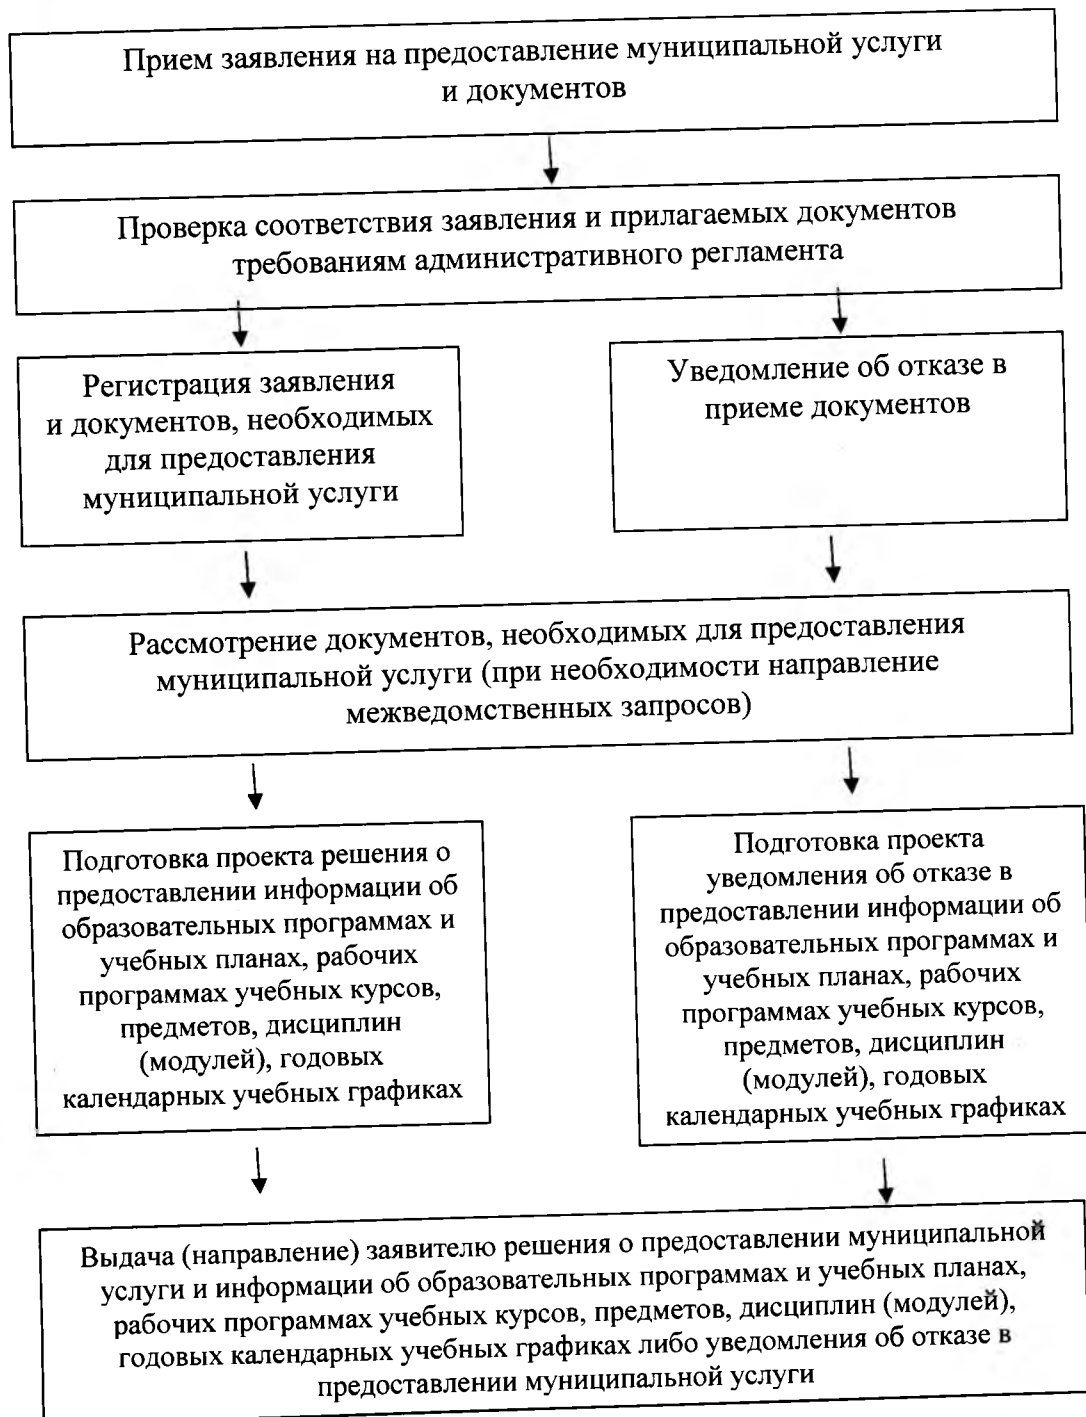 Прием заявления на предоставление муниципальной услуги
и документов
Проверка соответствия заявления и прилагаемых документов
требованиям административного регламента
Регистрация заявления
и документов, необходимых
для предоставления
муниципальной услуги
Уведомление об отказе в
приеме документов
Рассмотрение документов, необходимых для предоставления
муниципальной услуги (при необходимости направление
межведомственных запросов)
Подготовка проекта решения о
предоставлении информации об
образовательных программах и
учебных планах, рабочих
программах учебных курсов,
предметов, дисциплин
(модулей), годовых
календарных учебных графиках
Подготовка проекта
уведомления об отказе в
предоставлении информации об
образовательных программах и
учебных планах, рабочих
программах учебных курсов,
предметов, дисциплин
(модулей), годовых
календарных учебных графиках
Выдача (направление) заявителю решения о предоставлении муниципальной
услуги и информации об образовательных программах и учебных планах,
рабочих программах учебных курсов, предметов, дисциплин (модулей),
годовых календарных учебных графиках либо уведомления об отказе в
предоставлении муниципальной услуги